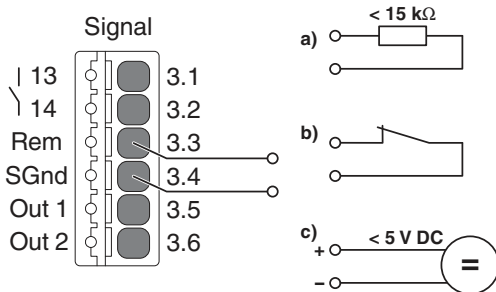 Signal
13 3.1
14 3.2
Rem 3.3
SGnd 3.4
Out 1 3.5
Out 2 3.6
a) < 15 kΩ
b)
c) + < 5 V DC =
–